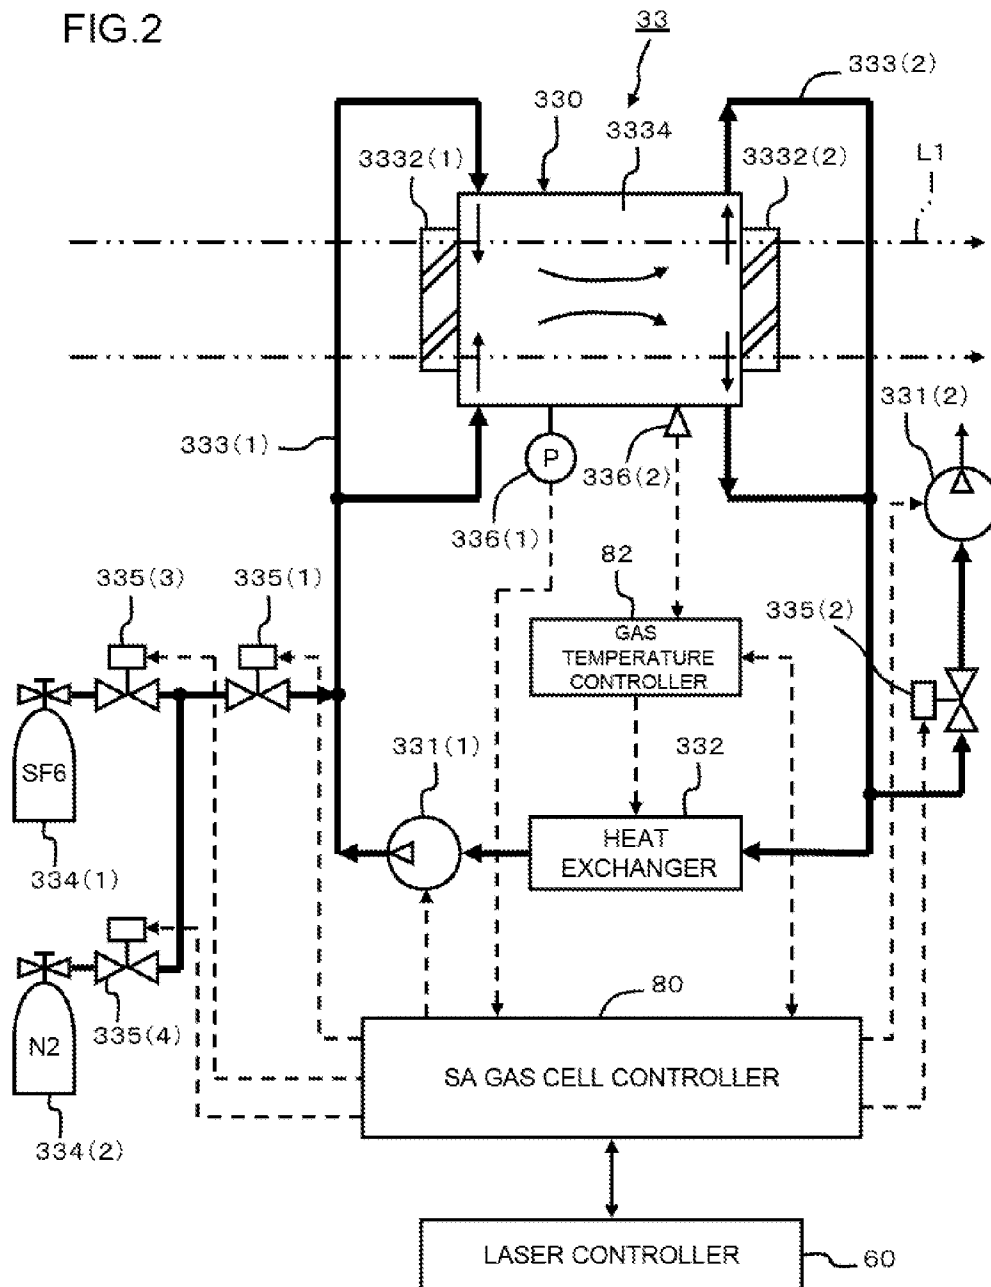 FIG.2
33
333(2)
330
3334
3332(1)
3332(2)
L1
333(1)
331(2)
P
336(2)
336(1)
82
335(3)
335(1)
335(2)
GAS
TEMPERATURE
CONTROLLER
331(1)
332
SF6
HEAT
EXCHANGER
334(1)
80
335(4)
N2
SA GAS CELL CONTROLLER
334(2)
LASER CONTROLLER
60